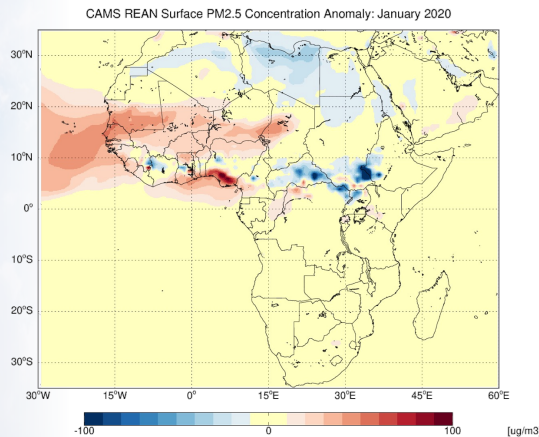 CAMS REAN Surface PM2.5 Concentration Anomaly: January 2020
30°N
20°N
10°N
0°
10°S
20°S
30°S
30°W 15°W 0° 15°E 30°E 45°E 60°E
-100 0 100 [ug/m3